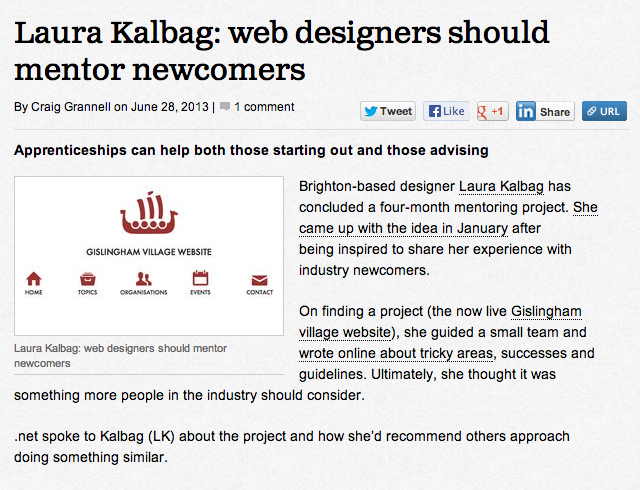 Laura Kalbag: web designers should
mentor newcomers
By Craig Grannell on June 28, 2013 | 1 comment
Tweet
Like
g +1
in Share
URL
Apprenticeships can help both those starting out and those advising
GISLINGHAM VILLAGE WEBSITE
HOME
TOPICS
ORGANISATIONS
EVENTS
CONTACT
Laura Kalbag: web designers should mentor
newcomers
Brighton-based designer Laura Kalbag has
concluded a four-month mentoring project. She
came up with the idea in January after
being inspired to share her experience with
industry newcomers.
On finding a project (the now live Gislingham
village website), she guided a small team and
wrote online about tricky areas, successes and
guidelines. Ultimately, she thought it was
something more people in the industry should consider.
.net spoke to Kalbag (LK) about the project and how she’d recommend others approach
doing something similar.